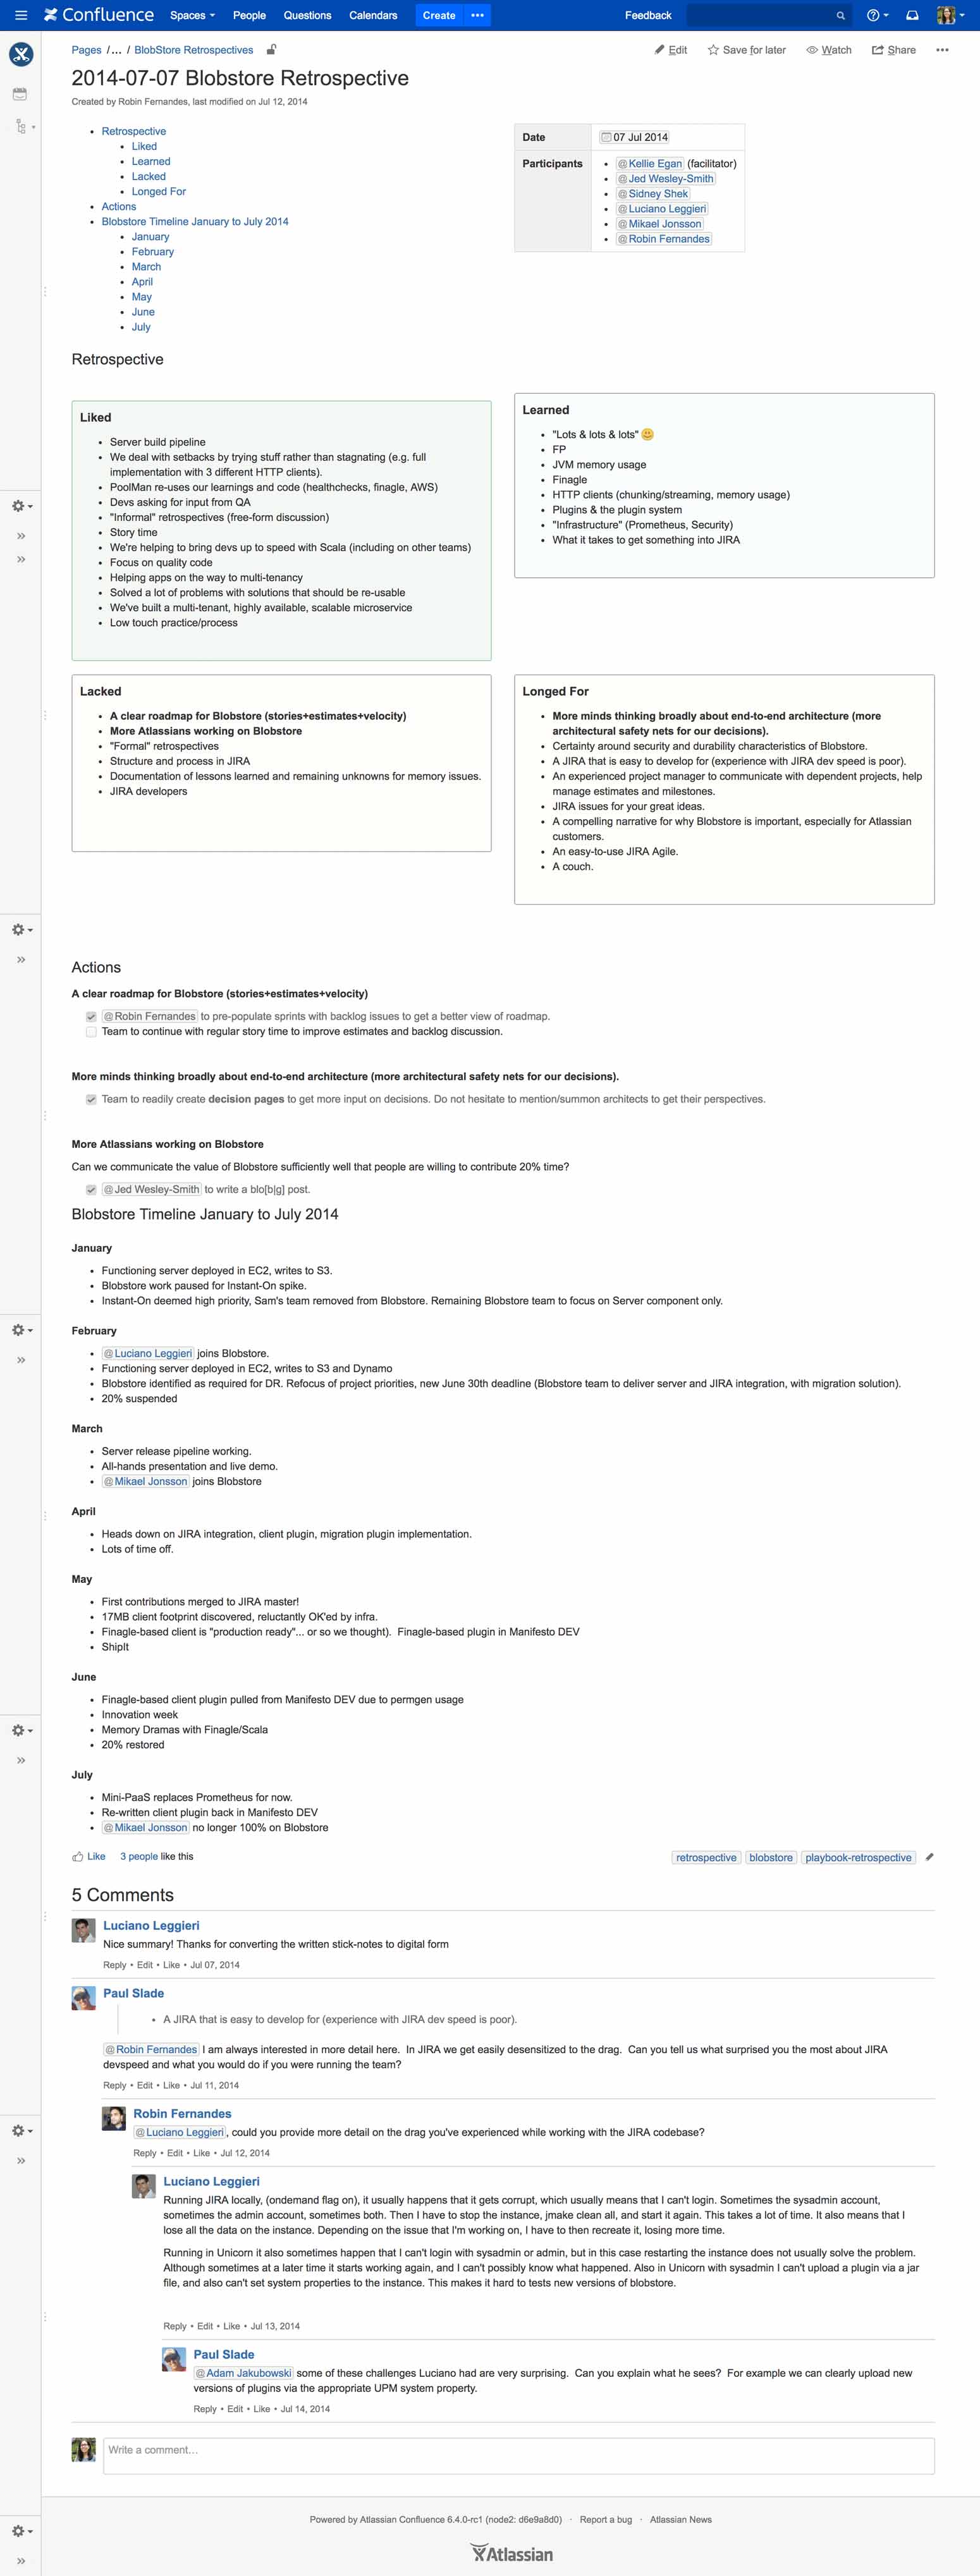 Confluence Spaces People Questions Calendars Create ••• Feedback
Pages /... / BlobStore Retrospectives Edit Save for later Watch Share •••
2014-07-07 Blobstore Retrospective
Created by Robin Fernandes, last modified on Jul 12, 2014
• Retrospective
• Liked
• Learned
• Lacked
• Longed For
• Actions
• Blobstore Timeline January to July 2014
• January
• February
• March
• April
• May
• June
• July
Date 07 Jul 2014
Participants • @Kellie Egan (facilitator)
• @Jed Wesley-Smith
• @Sidney Shek
• @Luciano Leggieri
• @Mikael Jonsson
• @Robin Fernandes
Retrospective
Liked
• Server build pipeline
• We deal with setbacks by trying stuff rather than stagnating (e.g. full
implementation with 3 different HTTP clients).
• PoolMan re-uses our learnings and code (healthchecks, finagle, AWS)
• Devs asking for input from QA
• "Informal" retrospectives (free-form discussion)
• Story time
• We're helping to bring devs up to speed with Scala (including on other teams)
• Focus on quality code
• Helping apps on the way to multi-tenancy
• Solved a lot of problems with solutions that should be re-usable
• We've built a multi-tenant, highly available, scalable microservice
• Low touch practice/process
Learned
• "Lots & lots & lots" 🙂
• FP
• JVM memory usage
• Finagle
• HTTP clients (chunking/streaming, memory usage)
• Plugins & the plugin system
• "Infrastructure" (Prometheus, Security)
• What it takes to get something into JIRA
Lacked
• A clear roadmap for Blobstore (stories+estimates+velocity)
• More Atlassians working on Blobstore
• "Formal" retrospectives
• Structure and process in JIRA
• Documentation of lessons learned and remaining unknowns for memory issues.
• JIRA developers
Longed For
• More minds thinking broadly about end-to-end architecture (more
architectural safety nets for our decisions).
• Certainty around security and durability characteristics of Blobstore.
• A JIRA that is easy to develop for (experience with JIRA dev speed is poor).
• An experienced project manager to communicate with dependent projects, help
manage estimates and milestones.
• JIRA issues for your great ideas.
• A compelling narrative for why Blobstore is important, especially for Atlassian
customers.
• An easy-to-use JIRA Agile.
• A couch.
Actions
A clear roadmap for Blobstore (stories+estimates+velocity)
@Robin Fernandes to pre-populate sprints with backlog issues to get a better view of roadmap.
Team to continue with regular story time to improve estimates and backlog discussion.
More minds thinking broadly about end-to-end architecture (more architectural safety nets for our decisions).
Team to readily create decision pages to get more input on decisions. Do not hesitate to mention/summon architects to get their perspectives.
More Atlassians working on Blobstore
Can we communicate the value of Blobstore sufficiently well that people are willing to contribute 20% time?
@Jed Wesley-Smith to write a blo[b|g] post.
Blobstore Timeline January to July 2014
January
• Functioning server deployed in EC2, writes to S3.
• Blobstore work paused for Instant-On spike.
• Instant-On deemed high priority, Sam's team removed from Blobstore. Remaining Blobstore team to focus on Server component only.
February
• @Luciano Leggieri joins Blobstore.
• Functioning server deployed in EC2, writes to S3 and Dynamo
• Blobstore identified as required for DR. Refocus of project priorities, new June 30th deadline (Blobstore team to deliver server and JIRA integration, with migration solution).
• 20% suspended
March
• Server release pipeline working.
• All-hands presentation and live demo.
• @Mikael Jonsson joins Blobstore
April
• Heads down on JIRA integration, client plugin, migration plugin implementation.
• Lots of time off.
May
• First contributions merged to JIRA master!
• 17MB client footprint discovered, reluctantly OK'ed by infra.
• Finagle-based client is "production ready"... or so we thought). Finagle-based plugin in Manifesto DEV
• ShipIt
June
• Finagle-based client plugin pulled from Manifesto DEV due to permgen usage
• Innovation week
• Memory Dramas with Finagle/Scala
• 20% restored
July
• Mini-PaaS replaces Prometheus for now.
• Re-written client plugin back in Manifesto DEV
• @Mikael Jonsson no longer 100% on Blobstore
Like 3 people like this retrospective blobstore playbook-retrospective
5 Comments
Luciano Leggieri
Nice summary! Thanks for converting the written stick-notes to digital form
Reply • Edit • Like • Jul 07, 2014
Paul Slade
• A JIRA that is easy to develop for (experience with JIRA dev speed is poor).
@Robin Fernandes I am always interested in more detail here. In JIRA we get easily desensitized to the drag. Can you tell us what surprised you the most about JIRA
devspeed and what you would do if you were running the team?
Reply • Edit • Like • Jul 11, 2014
Robin Fernandes
@Luciano Leggieri, could you provide more detail on the drag you've experienced while working with the JIRA codebase?
Reply • Edit • Like • Jul 12, 2014
Luciano Leggieri
Running JIRA locally, (ondemand flag on), it usually happens that it gets corrupt, which usually means that I can't login. Sometimes the sysadmin account,
sometimes the admin account, sometimes both. Then I have to stop the instance, jmake clean all, and start it again. This takes a lot of time. It also means that I
lose all the data on the instance. Depending on the issue that I'm working on, I have to then recreate it, losing more time.
Running in Unicorn it also sometimes happen that I can't login with sysadmin or admin, but in this case restarting the instance does not usually solve the problem.
Although sometimes at a later time it starts working again, and I can't possibly know what happened. Also in Unicorn with sysadmin I can't upload a plugin via a jar
file, and also can't set system properties to the instance. This makes it hard to tests new versions of blobstore.
Reply • Edit • Like • Jul 13, 2014
Paul Slade
@Adam Jakubowski some of these challenges Luciano had are very surprising. Can you explain what he sees? For example we can clearly upload new
versions of plugins via the appropriate UPM system property.
Reply • Edit • Like • Jul 14, 2014
Write a comment...
Powered by Atlassian Confluence 6.4.0-rc1 (node2: d6e9a8d0) · Report a bug · Atlassian News
Atlassian